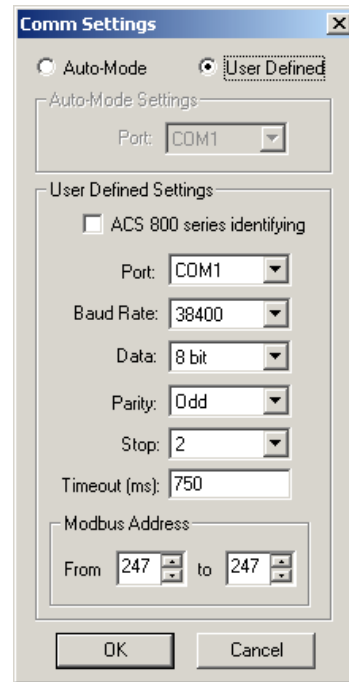 Comm Settings
Auto-Mode User Defined
Auto-Mode Settings
Port: COM1
User Defined Settings
ACS 800 series identifying
Port: COM1
Baud Rate: 38400
Data: 8 bit
Parity: Odd
Stop: 2
Timeout (ms): 750
Modbus Address
From 247 to 247
OK Cancel